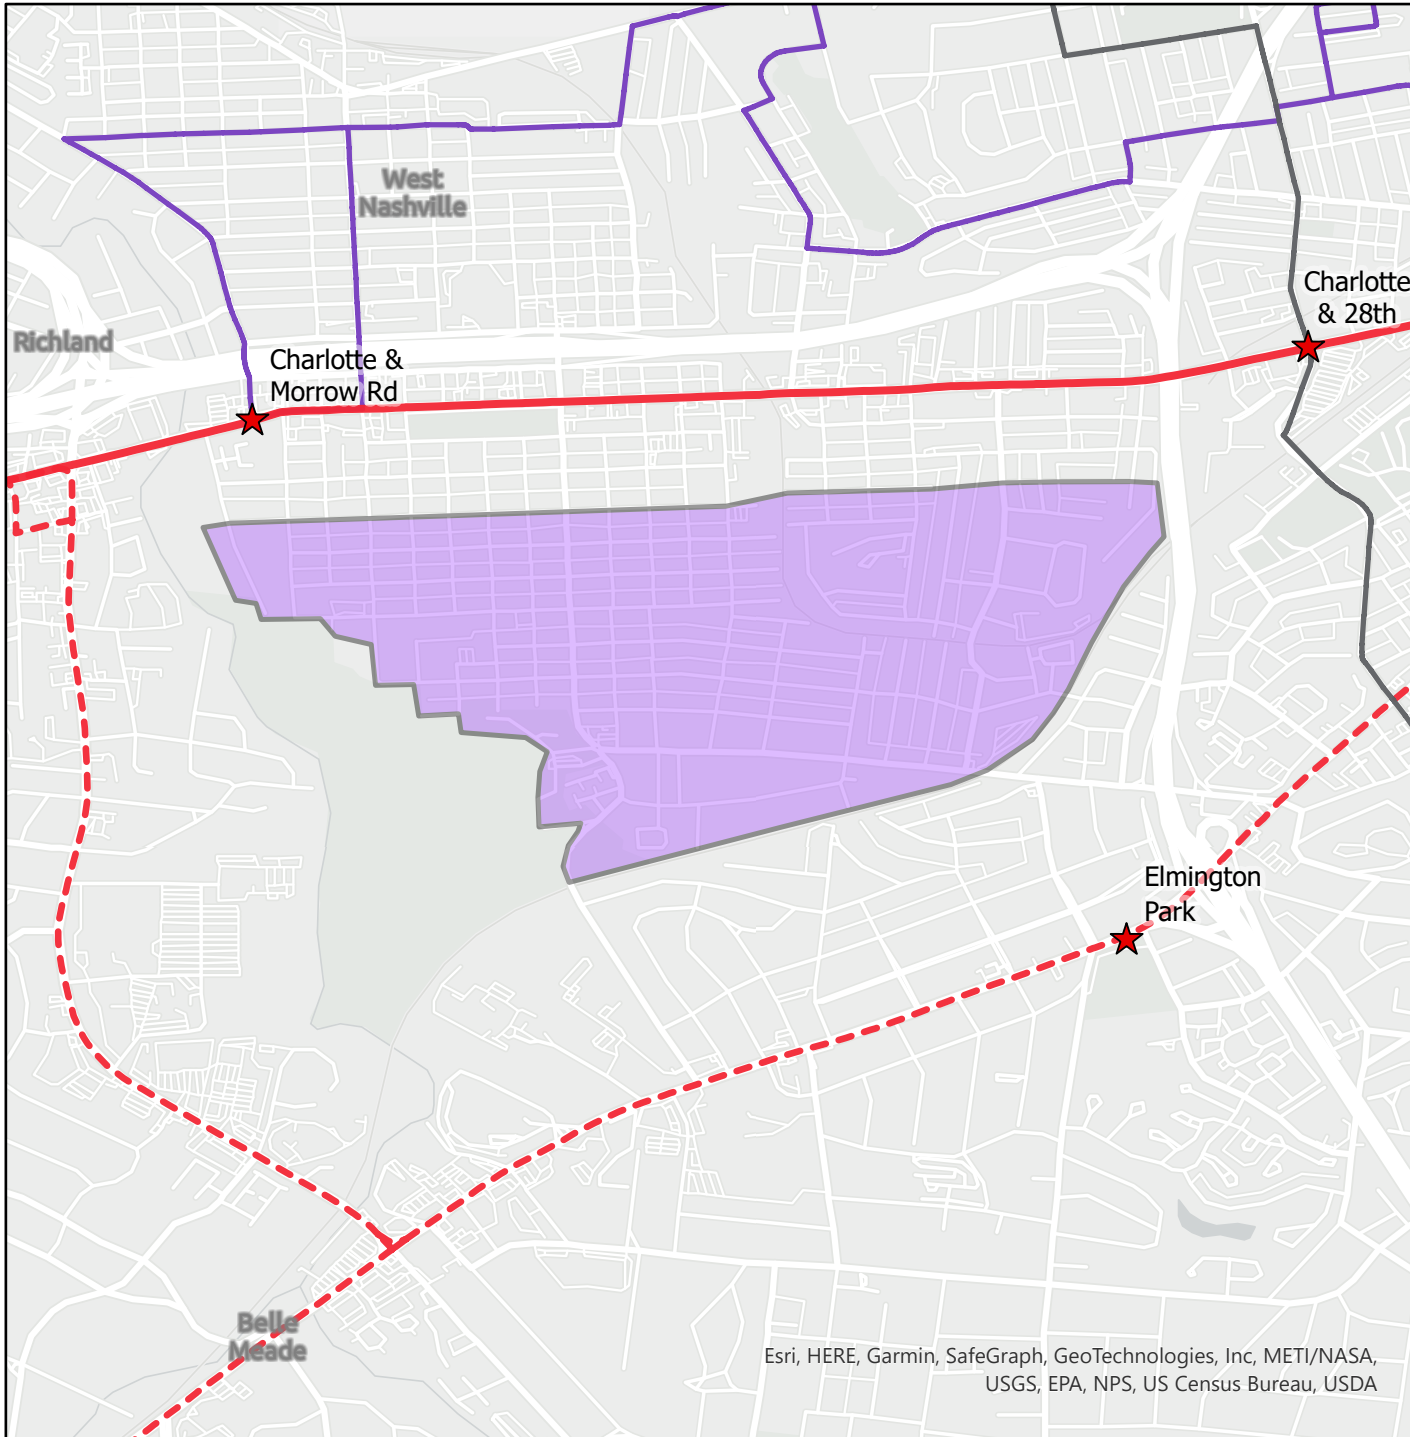 West
Nashville
Charlotte
& 28th
Richland
Charlotte &
Morrow Rd
Elmington
Park
Belle
Meade
Esri, HERE, Garmin, SafeGraph, GeoTechnologies, Inc, METI/NASA,
USGS, EPA, NPS, US Census Bureau, USDA